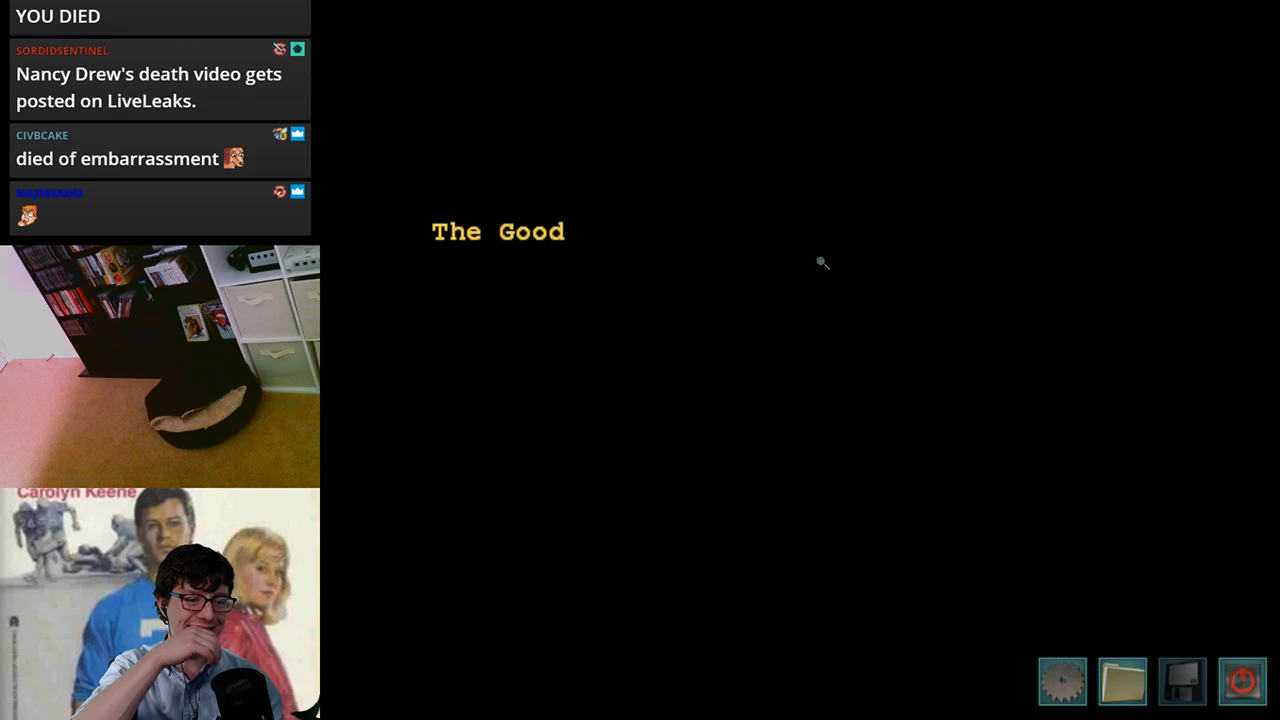 YOU DIED
SORDIDSENTINEL
Nancy Drew's death video gets
posted on LiveLeaks.
CIVBCAKE
died of embarrassment
The Good
Carolyn Keene